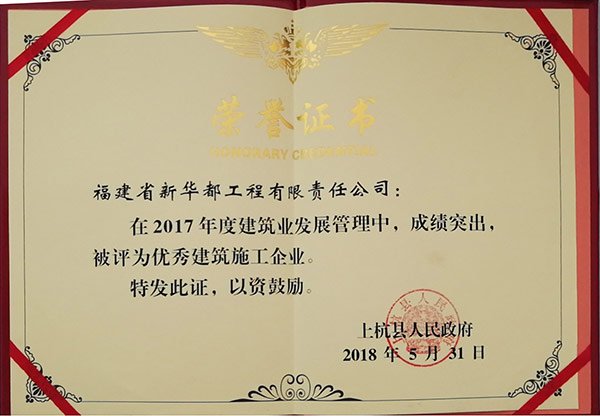 荣誉证书
HONORARY CREDENTIAL
福建省新华都工程有限责任公司：
在2017年度建筑业发展管理中，成绩突出，
被评为优秀建筑施工企业。
特发此证，以资鼓励。
上杭县人民政府
2018年5月31日